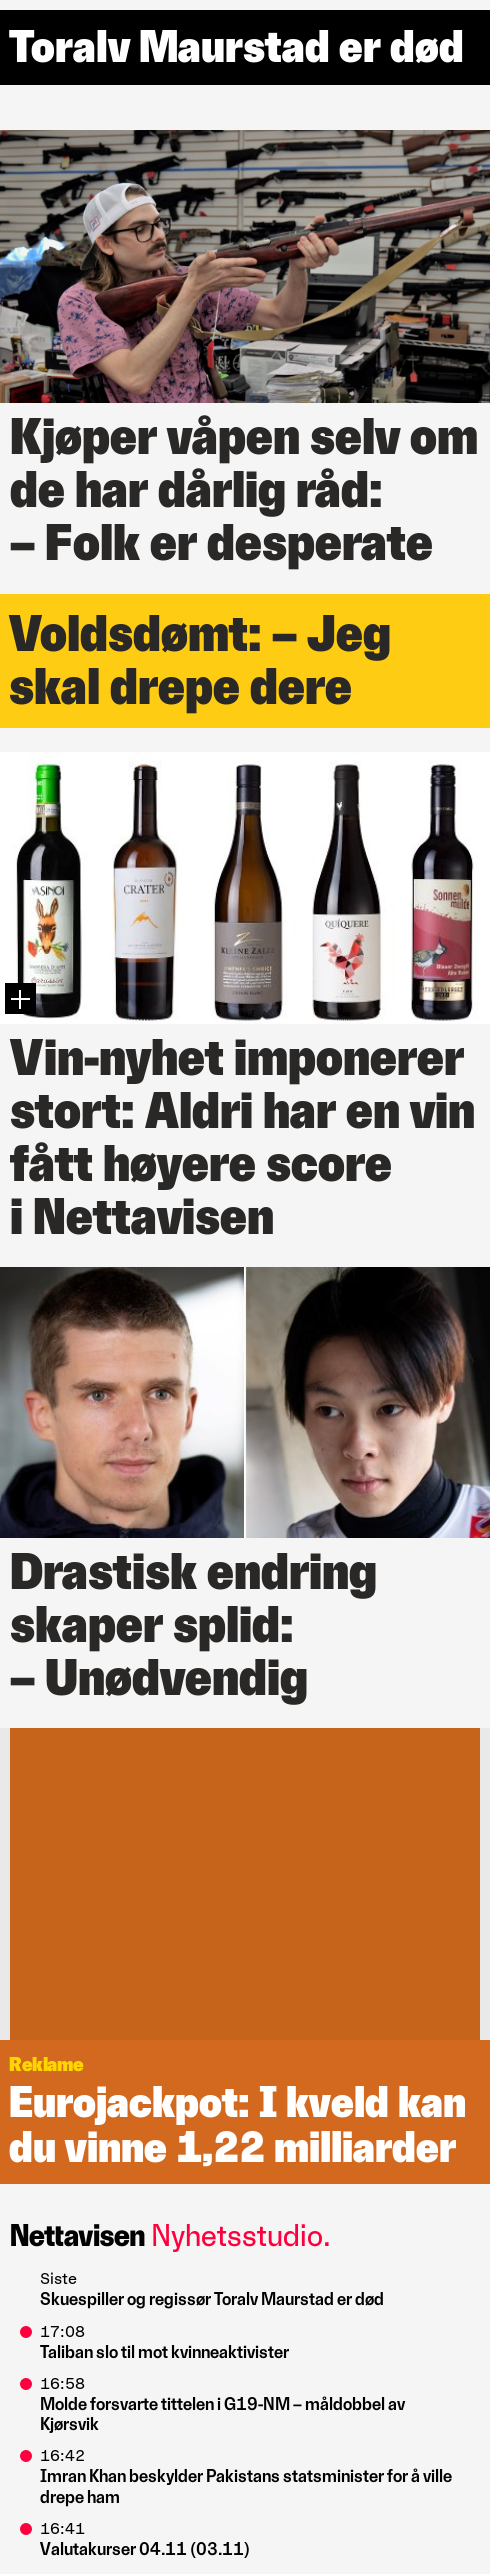 Toralv Maurstad er død
Kjøper våpen selv om
de har dårlig råd:
– Folk er desperate
Voldsdømt: – Jeg
skal drepe dere
CRATER
KLEINE ZALZE
QUÍQUERE
Sonnen
mulde
Vin-nyhet imponerer
stort: Aldri har en vin
fått høyere score
i Nettavisen
Drastisk endring
skaper splid:
– Unødvendig
Reklame
Eurojackpot: I kveld kan
du vinne 1,22 milliarder
Nettavisen Nyhetsstudio.
Siste
Skuespiller og regissør Toralv Maurstad er død
17:08
Taliban slo til mot kvinneaktivister
16:58
Molde forsvarte tittelen i G19-NM – måldobbel av
Kjørsvik
16:42
Imran Khan beskylder Pakistans statsminister for å ville
drepe ham
16:41
Valutakurser 04.11 (03.11)